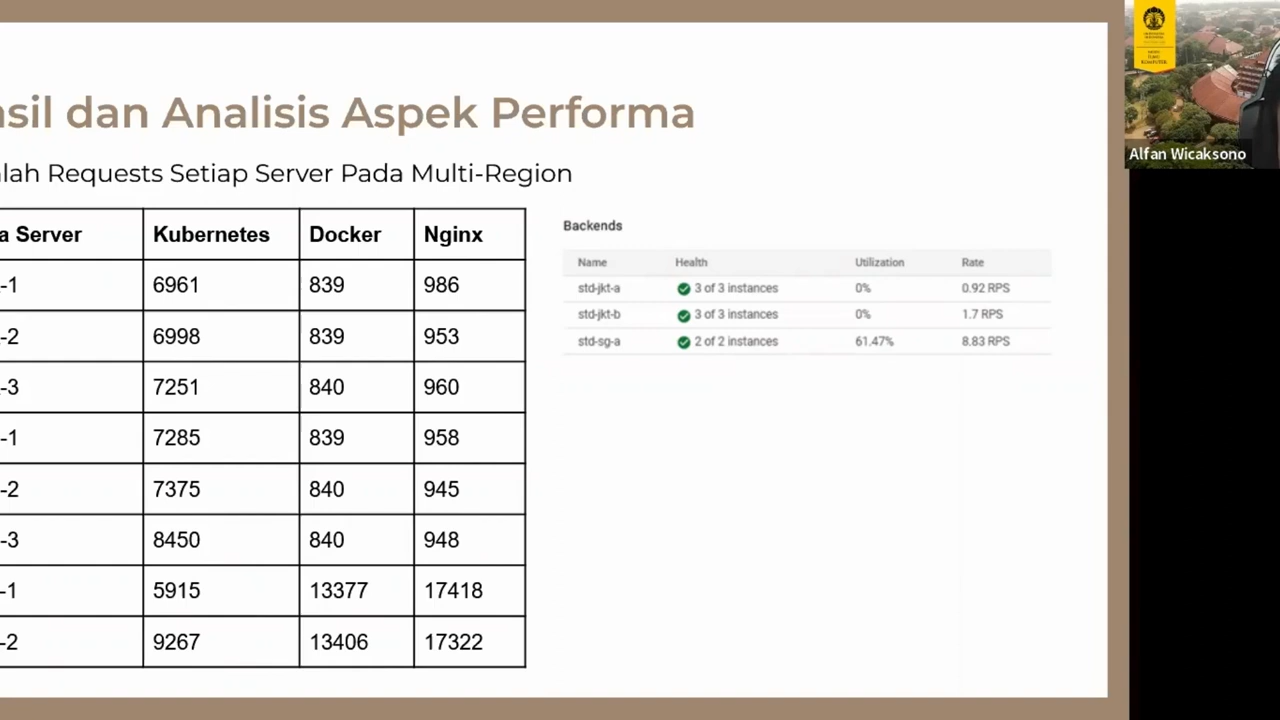 asil dan Analisis Aspek Performa
lah Requests Setiap Server Pada Multi-Region
a Server Kubernetes Docker Nginx
-1 6961 839 986
-2 6998 839 953
-3 7251 840 960
-1 7285 839 958
-2 7375 840 945
-3 8450 840 948
-1 5915 13377 17418
-2 9267 13406 17322
Backends
Name Health Utilization Rate
std-jkt-a 3 of 3 instances 0% 0.92 RPS
std-jkt-b 3 of 3 instances 0% 1.7 RPS
std-sg-a 2 of 2 instances 61.47% 8.83 RPS
KOMPUTER
Alfan Wicaksono